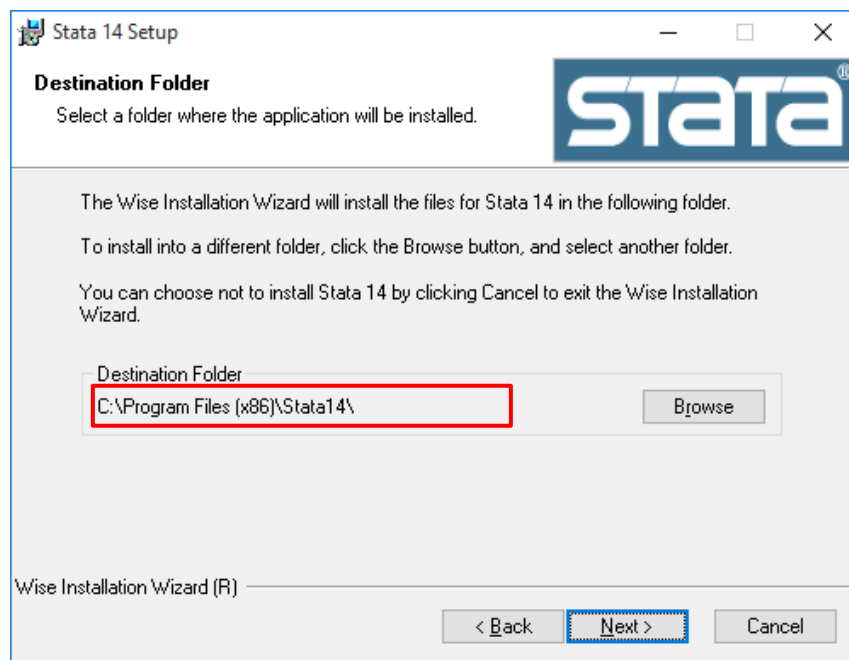 Stata 14 Setup
Destination Folder
Select a folder where the application will be installed.
STATA®
The Wise Installation Wizard will install the files for Stata 14 in the following folder.
To install into a different folder, click the Browse button, and select another folder.
You can choose not to install Stata 14 by clicking Cancel to exit the Wise Installation
Wizard.
Destination Folder
C:\Program Files (x86)\Stata14\
Browse
Wise Installation Wizard (R)
< Back
Next >
Cancel